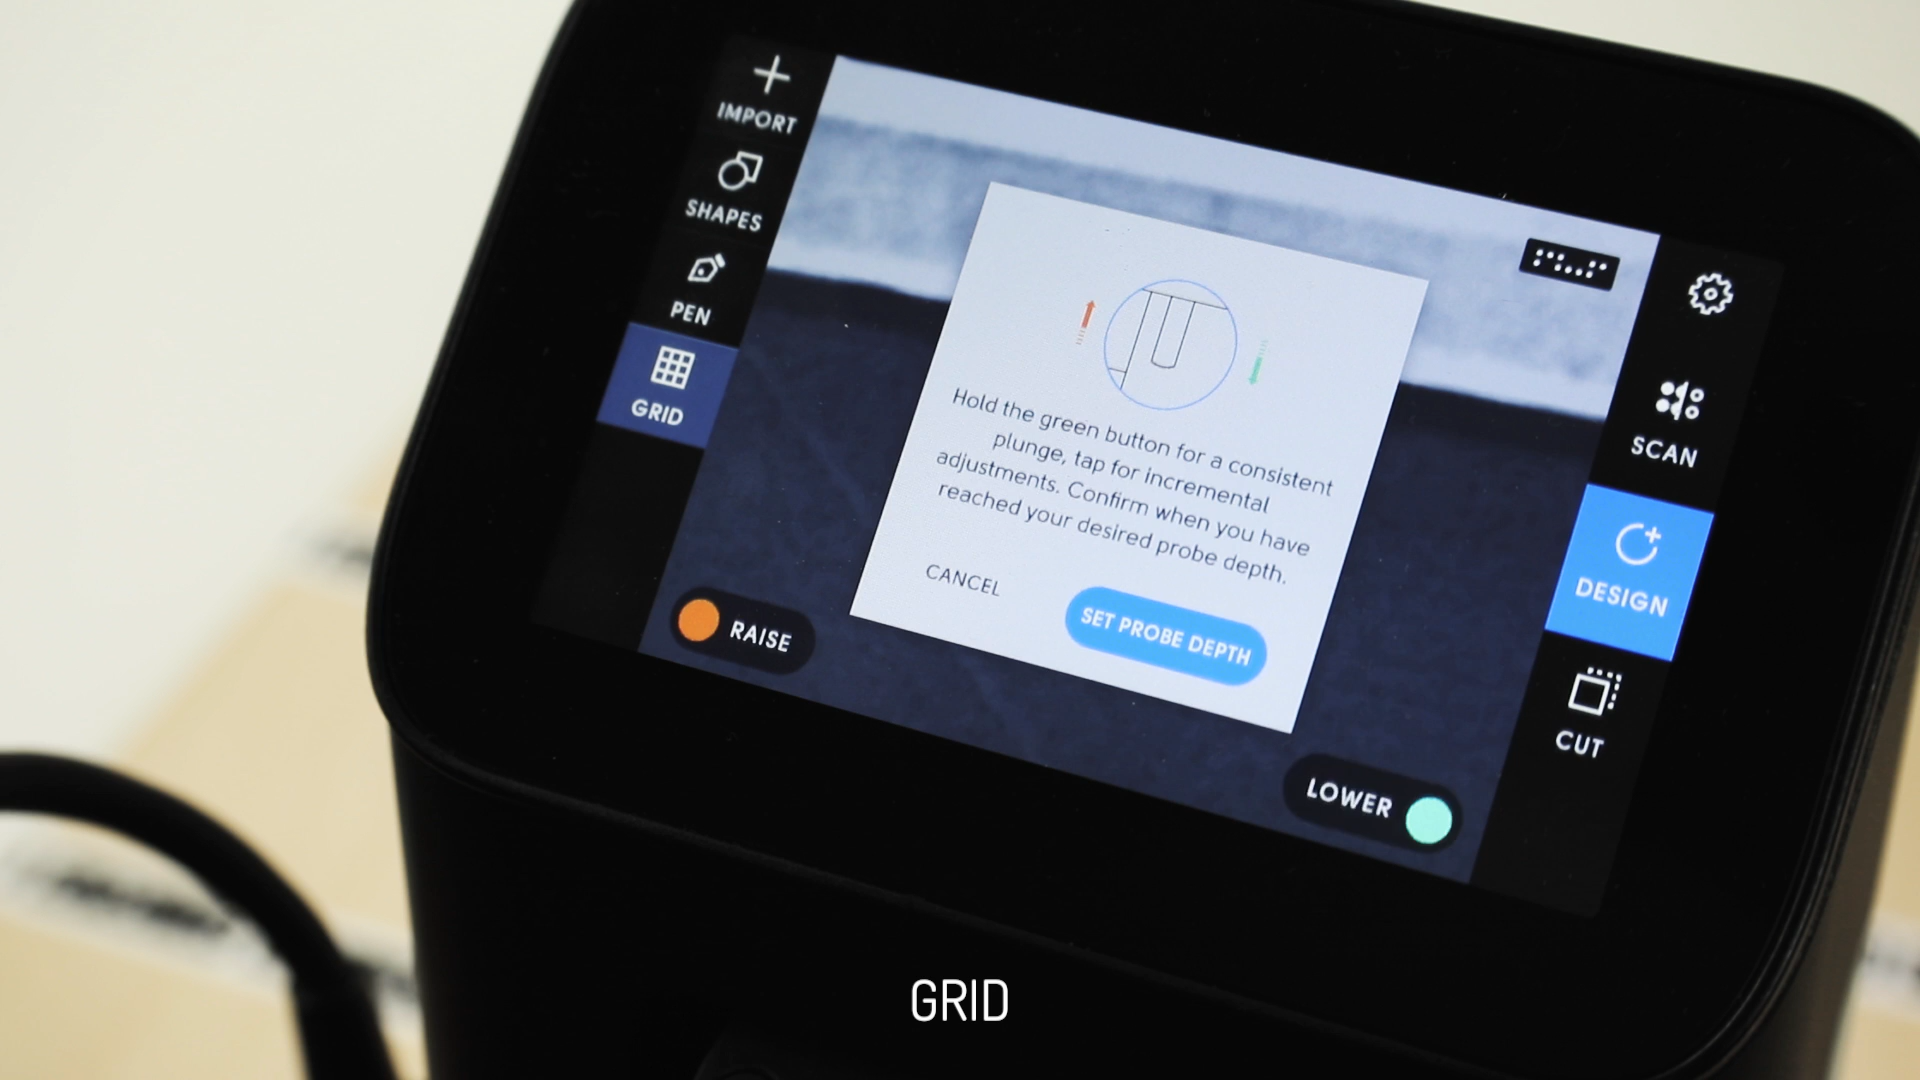 IMPORT
SHAPES
PEN
GRID
Hold the green button for a consistent
plunge, tap for incremental
adjustments. Confirm when you have
reached your desired probe depth.
CANCEL
SET PROBE DEPTH
RAISE
LOWER
SCAN
DESIGN
CUT
GRID